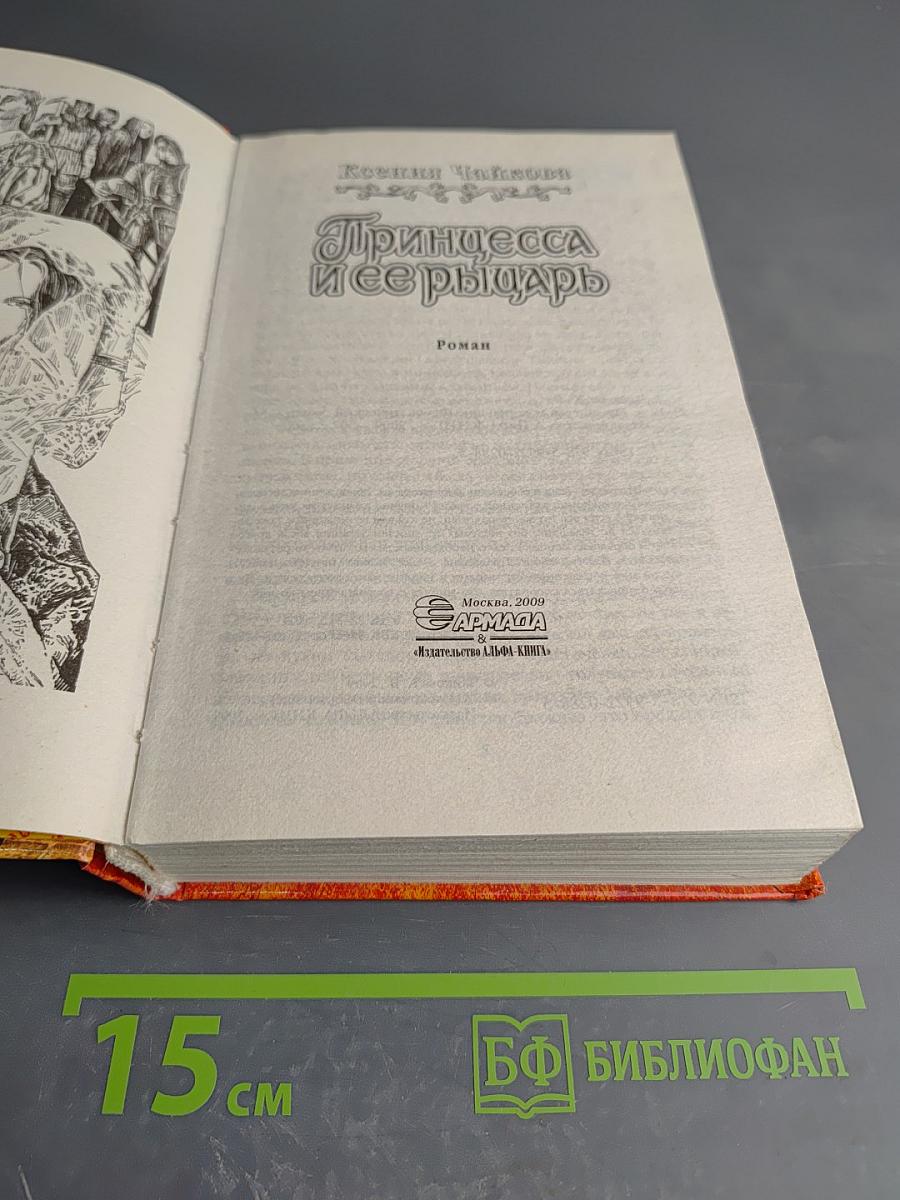 Ксения Чайкова
Принцесса
и ее рыцарь
Роман
Москва, 2009
АРМАДА
&
«Издательство АЛЬФА-КНИГА»
15 см
БФ БИБЛИОФАН